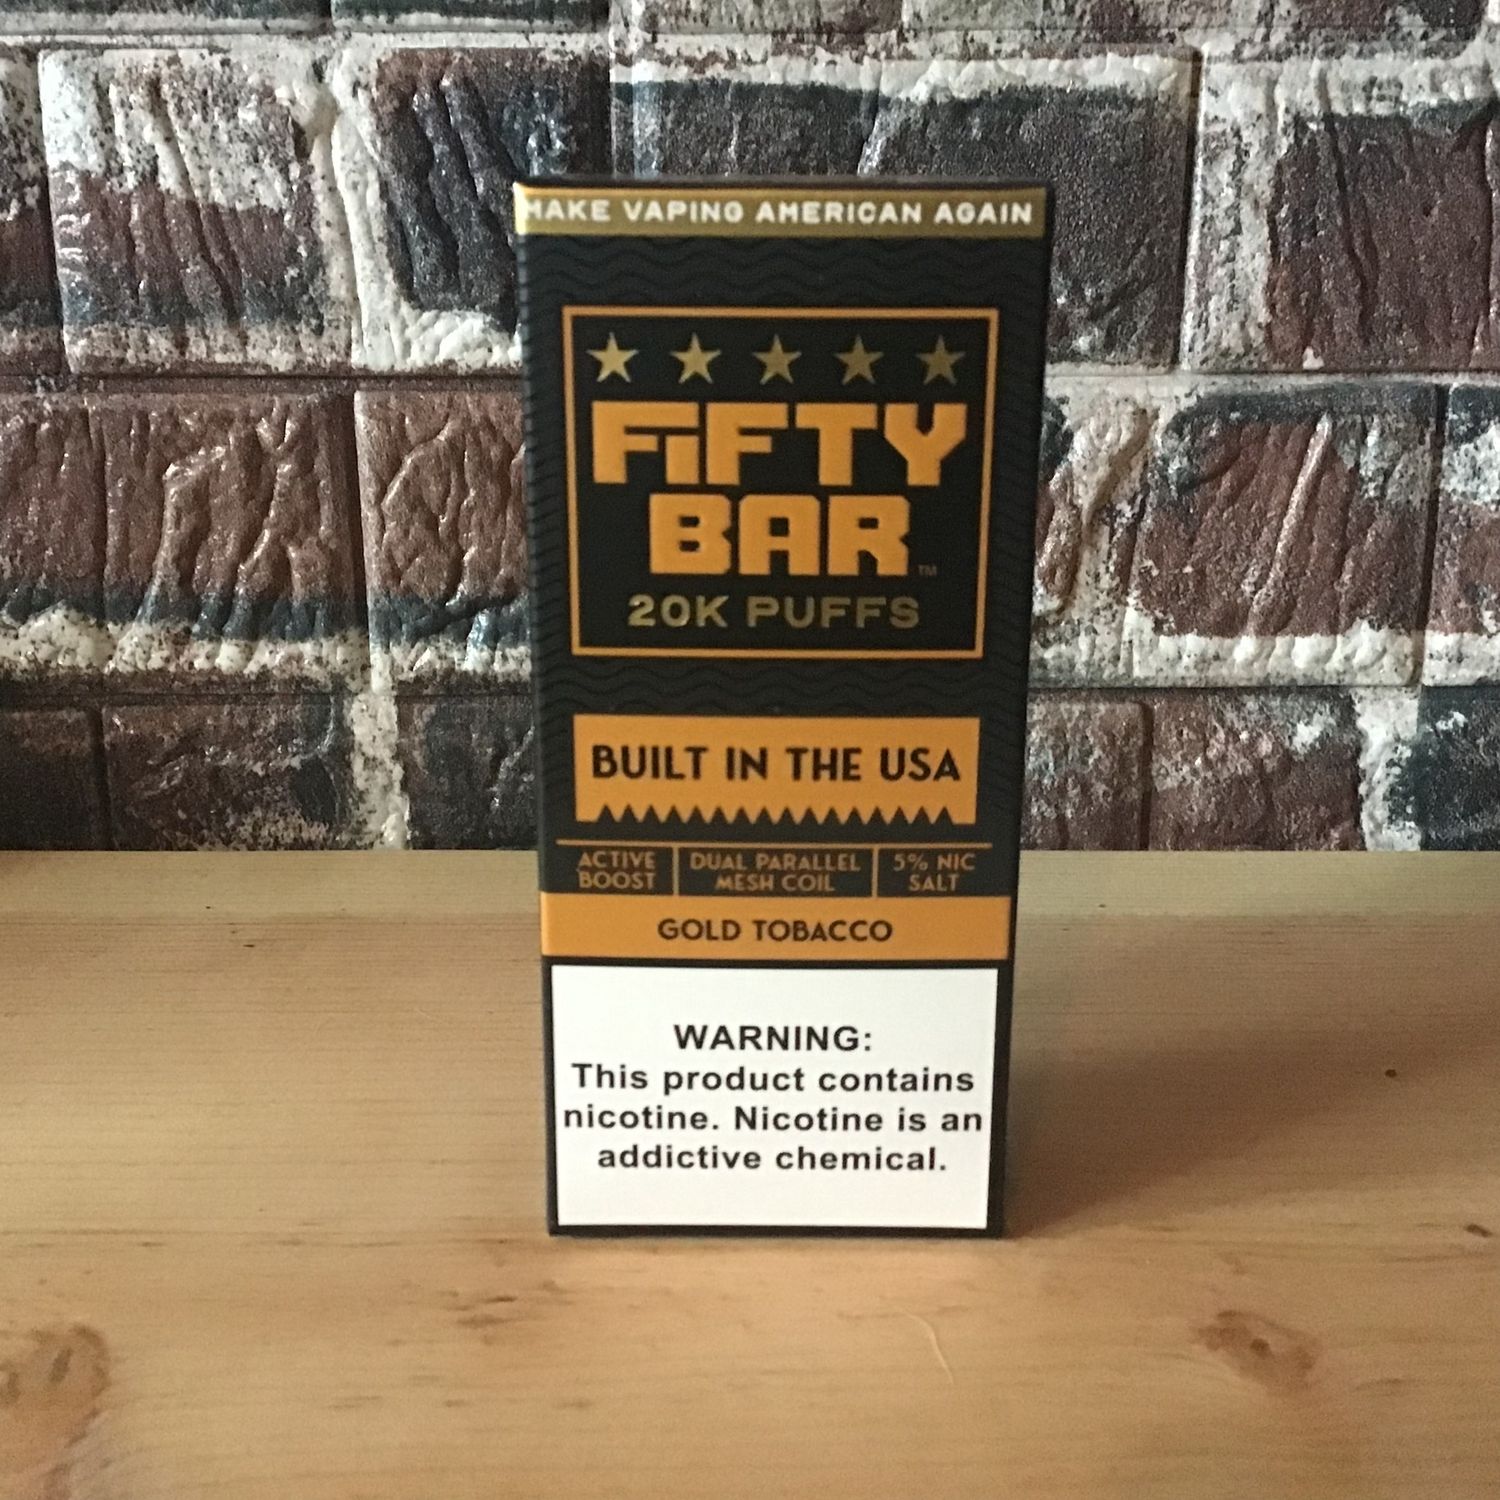 MAKE VAPING AMERICAN AGAIN
FiFTY
BAR™
20K PUFFS
BUILT IN THE USA
ACTIVE
BOOST
DUAL PARALLEL
MESH COIL
5% NIC
SALT
GOLD TOBACCO
WARNING:
This product contains
nicotine. Nicotine is an
addictive chemical.